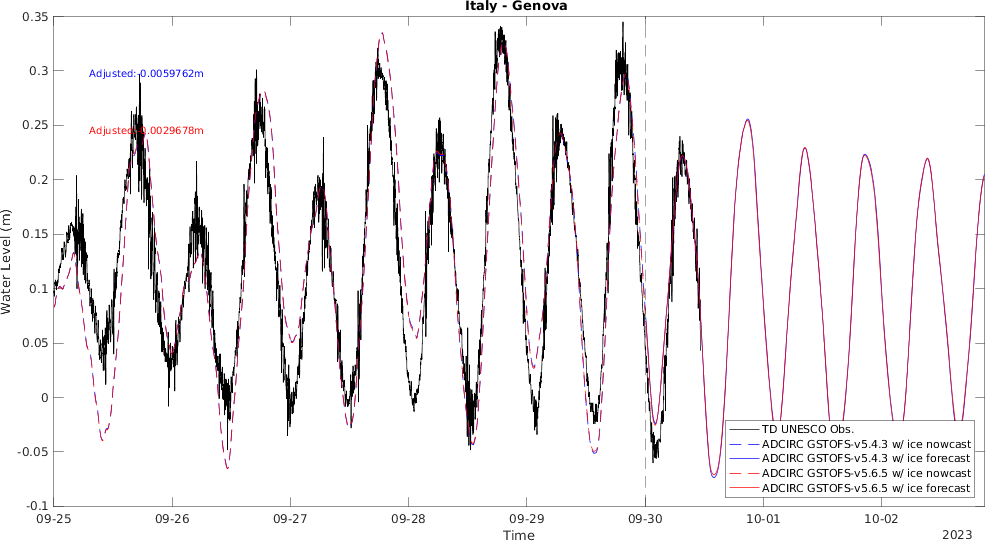 Italy - Genova
0.35
0.3
0.25
0.2
0.15
0.1
0.05
0
-0.05
-0.1
Water Level (m)
Adjusted:-0.0059762m
Adjusted:-0.0029678m
TD UNESCO Obs.
ADCIRC GSTOFS-v5.4.3 w/ ice nowcast
ADCIRC GSTOFS-v5.4.3 w/ ice forecast
ADCIRC GSTOFS-v5.6.5 w/ ice nowcast
ADCIRC GSTOFS-v5.6.5 w/ ice forecast
09-25 09-26 09-27 09-28 09-29 09-30 10-01 10-02
Time
2023